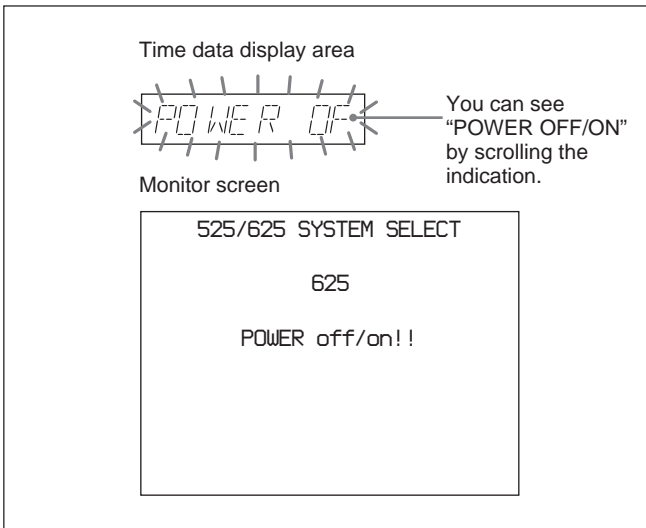 Time data display area
POWER OF
You can see
“POWER OFF/ON”
by scrolling the
indication.
Monitor screen
525/625 SYSTEM SELECT
625
POWER off/on!!